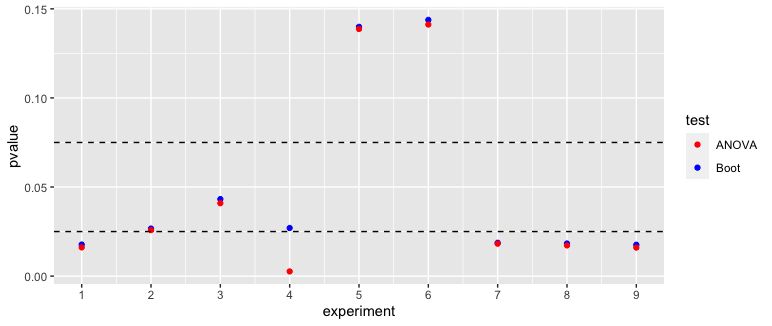 0.15
0.10
0.05
0.00
pvalue
1 2 3 4 5 6 7 8 9
experiment
test
ANOVA
Boot